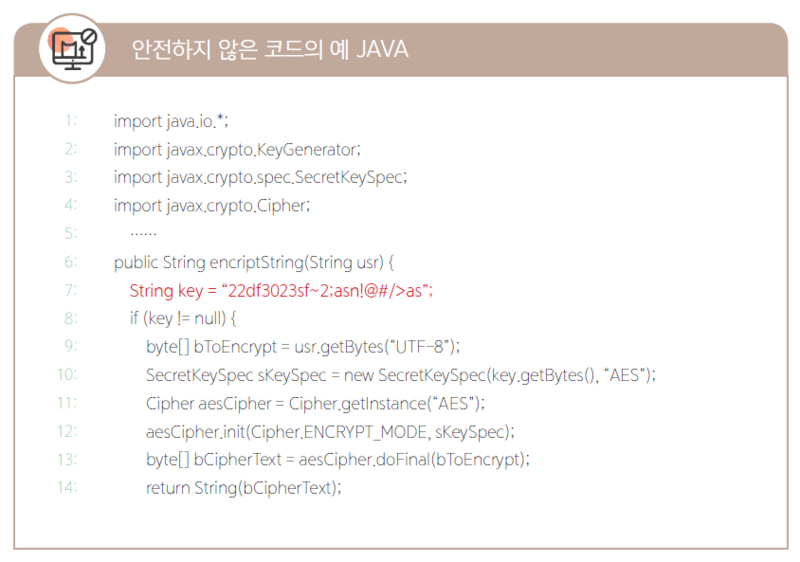 안전하지 않은 코드의 예 JAVA
1: import java.io.*;
2: import javax.crypto.KeyGenerator;
3: import javax.crypto.spec.SecretKeySpec;
4: import javax.crypto.Cipher;
5: ······
6: public String encriptString(String usr) {
7: String key = “22df3023sf~2;asn!@#/>as”;
8: if (key != null) {
9: byte[] bToEncrypt = usr.getBytes(“UTF-8”);
10: SecretKeySpec sKeySpec = new SecretKeySpec(key.getBytes(), “AES”);
11: Cipher aesCipher = Cipher.getInstance(“AES”);
12: aesCipher.init(Cipher.ENCRYPT_MODE, sKeySpec);
13: byte[] bCipherText = aesCipher.doFinal(bToEncrypt);
14: return String(bCipherText);